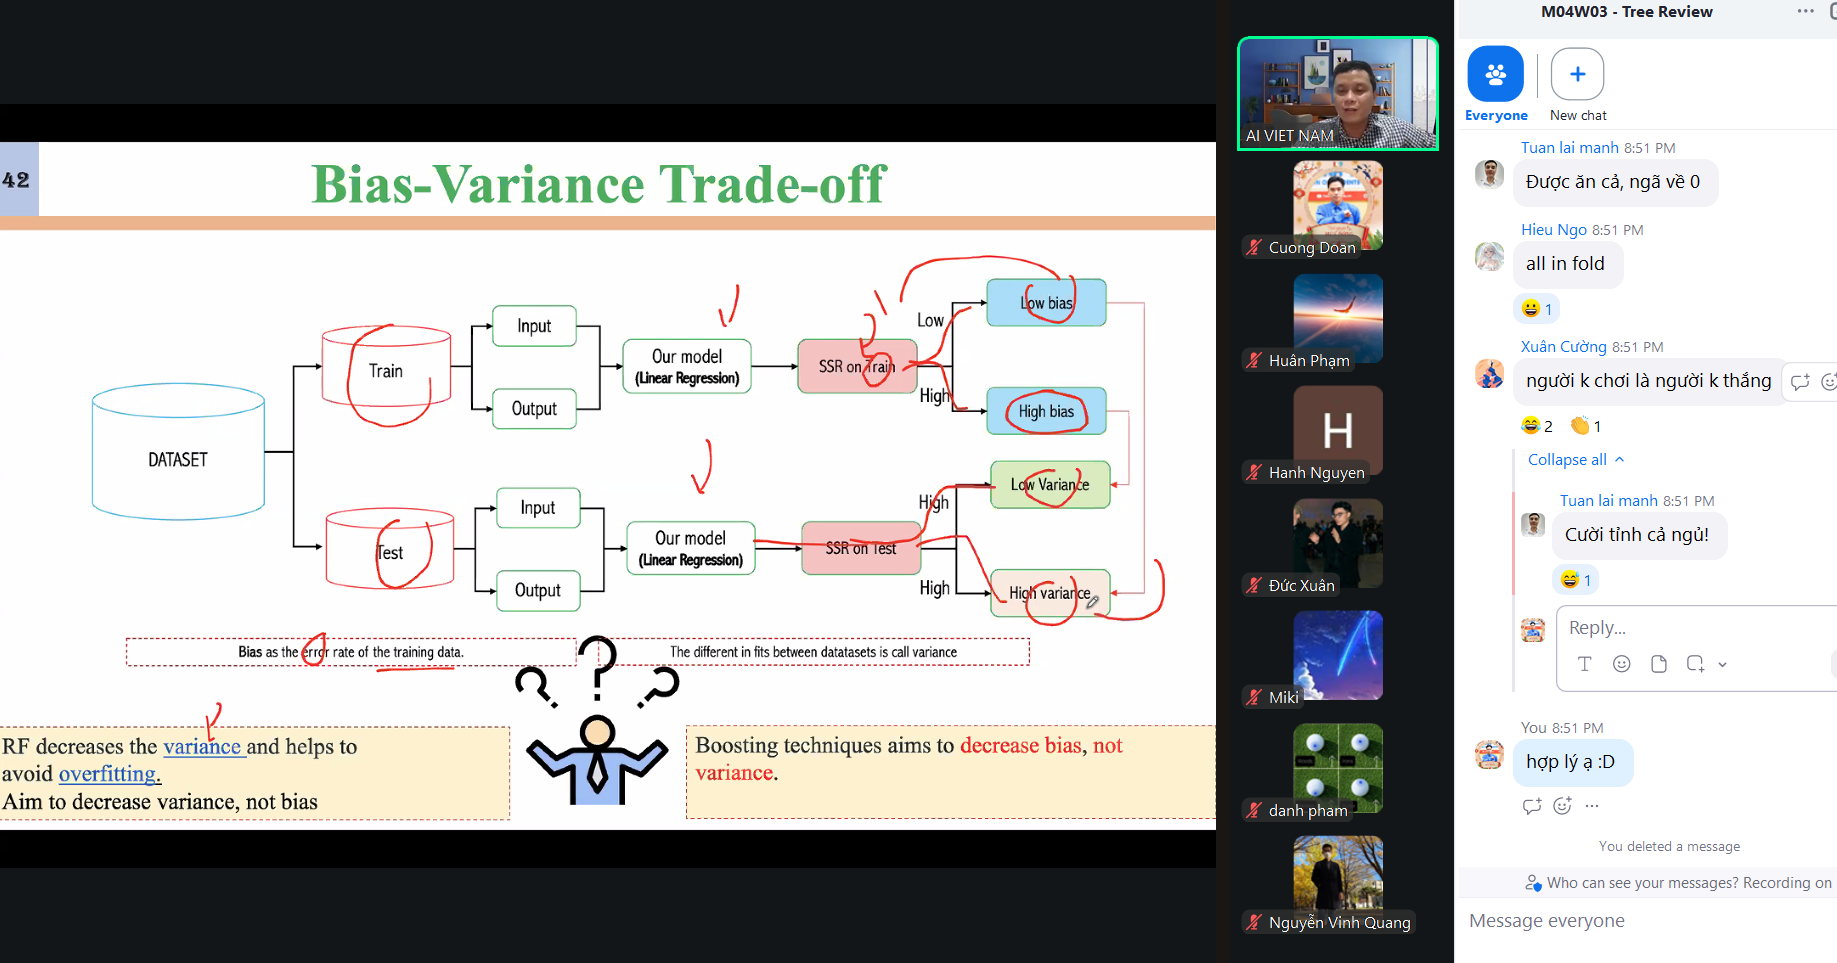 42
Bias-Variance Trade-off
DATASET
Train
Input
Output
Our model
(Linear Regression)
SSR on Train
Low
High
Low bias
High bias
Test
Input
Output
Our model
(Linear Regression)
SSR on Test
High
High
Low Variance
High variance
Bias as the error rate of the training data.
The different in fits between datatasets is call variance
RF decreases the variance and helps to
avoid overfitting.
Aim to decrease variance, not bias
Boosting techniques aims to decrease bias, not
variance.
AI VIET NAM
Cuong Doan
Huân Phạm
H
Hanh Nguyen
Đức Xuân
Miki
danh pham
Nguyễn Vinh Quang
M04W03 - Tree Review
Everyone
New chat
Tuan lai manh 8:51 PM
Được ăn cả, ngã về 0
Hieu Ngo 8:51 PM
all in fold
1
Xuân Cường 8:51 PM
người k chơi là người k thắng
2 1
Collapse all
Tuan lai manh 8:51 PM
Cười tỉnh cả ngủ!
1
Reply...
You 8:51 PM
hợp lý ạ :D
You deleted a message
Who can see your messages? Recording on
Message everyone